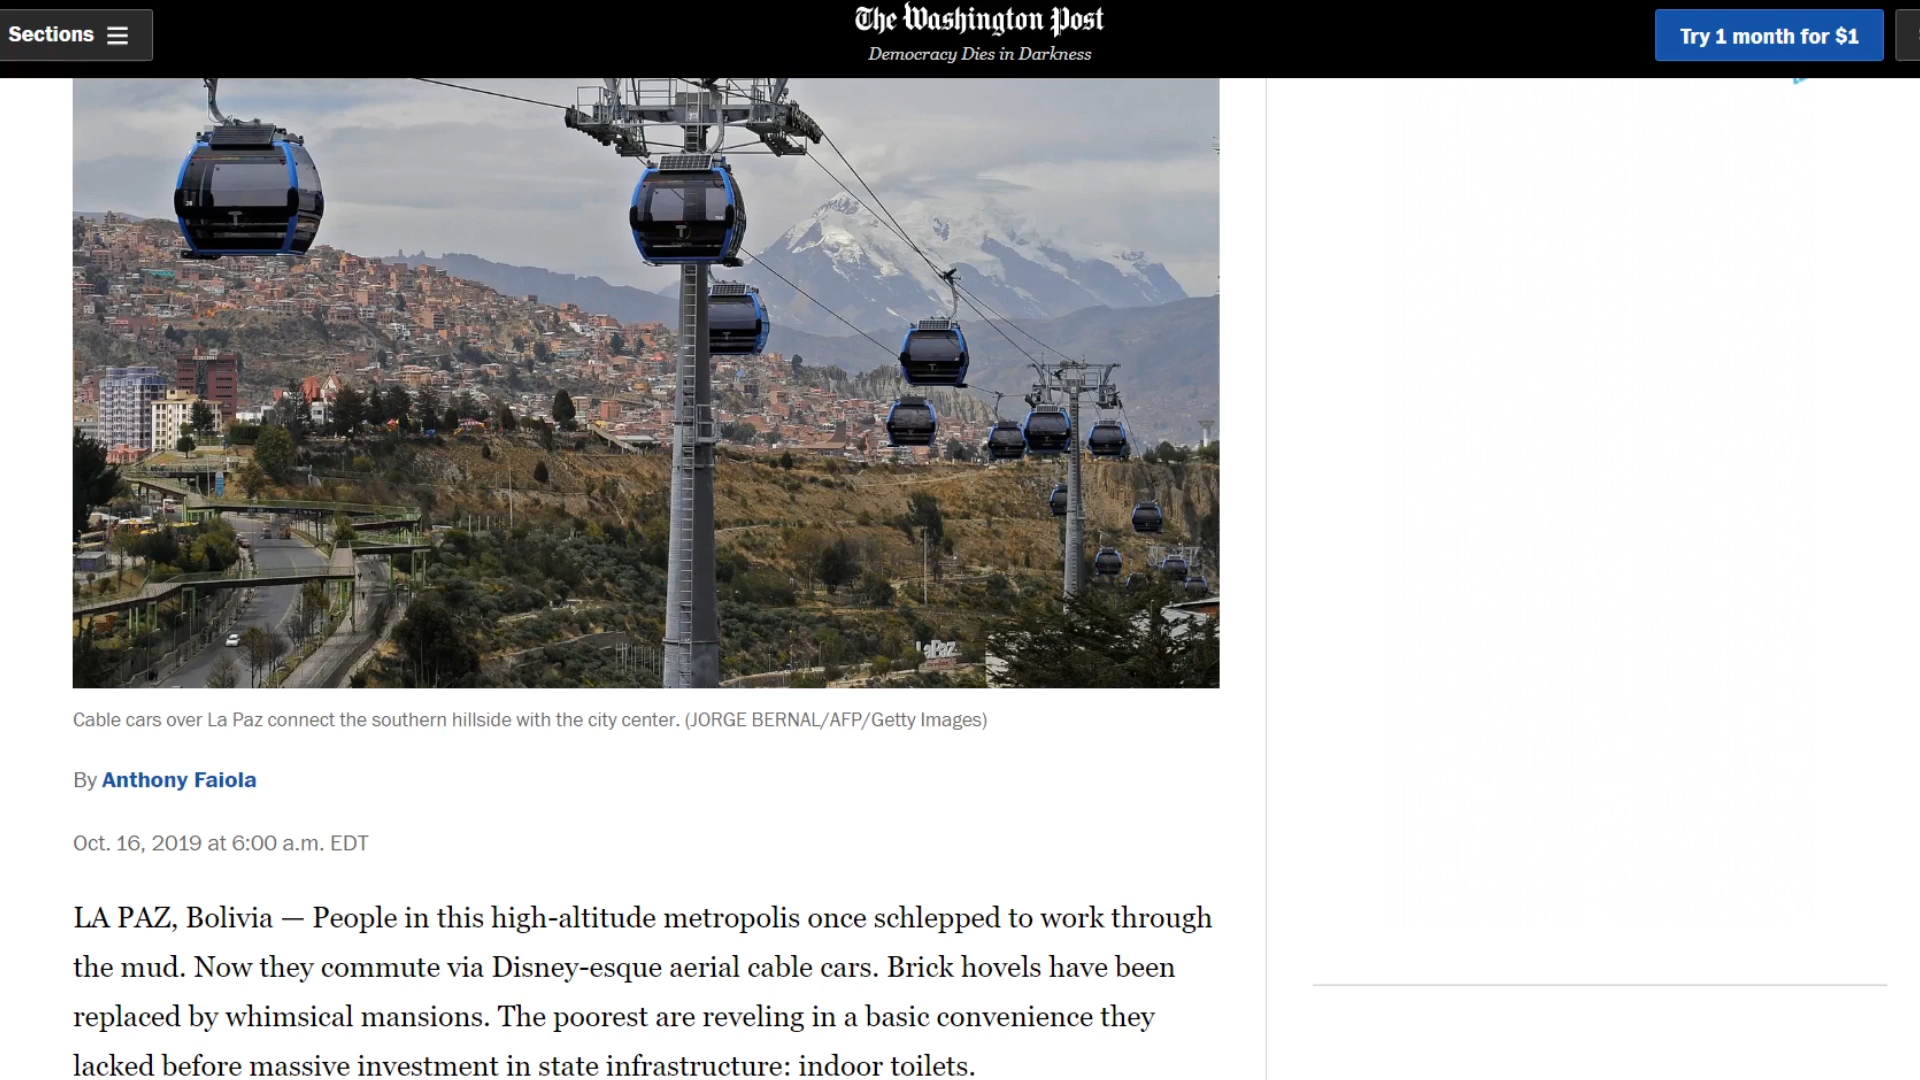 Sections
The Washington Post
Democracy Dies in Darkness
Try 1 month for $1
LaPaz
Cable cars over La Paz connect the southern hillside with the city center. (JORGE BERNAL/AFP/Getty Images)
By Anthony Faiola
Oct. 16, 2019 at 6:00 a.m. EDT
LA PAZ, Bolivia — People in this high-altitude metropolis once schlepped to work through
the mud. Now they commute via Disney-esque aerial cable cars. Brick hovels have been
replaced by whimsical mansions. The poorest are reveling in a basic convenience they
lacked before massive investment in state infrastructure: indoor toilets.